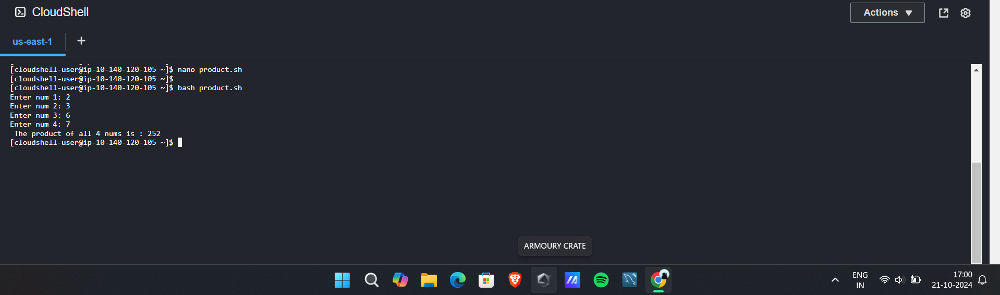 CloudShell
Actions
us-east-1
[cloudshell-user@ip-10-140-120-105 ~]$ nano product.sh
[cloudshell-user@ip-10-140-120-105 ~]$
[cloudshell-user@ip-10-140-120-105 ~]$ bash product.sh
Enter num 1: 2
Enter num 2: 3
Enter num 3: 6
Enter num 4: 7
The product of all 4 nums is : 252
[cloudshell-user@ip-10-140-120-105 ~]$
ARMOURY CRATE
ENG
IN
17:00
21-10-2024